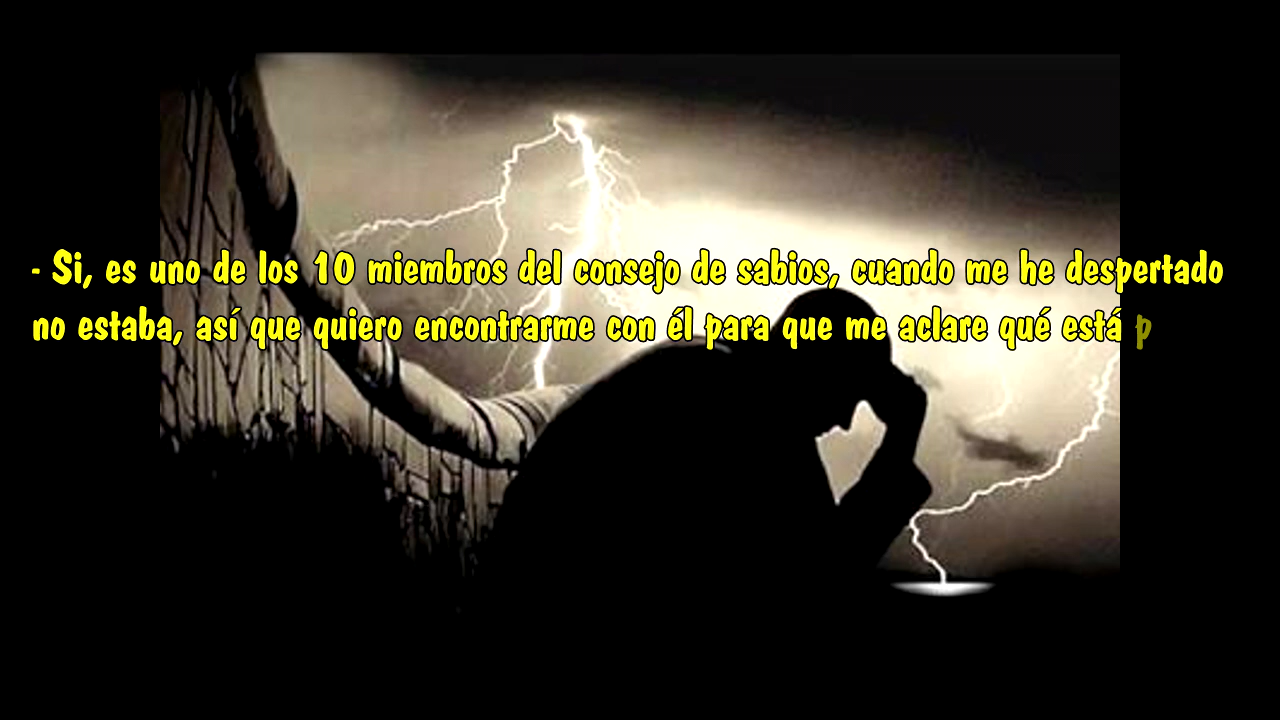 - Si, es uno de los 10 miembros del consejo de sabios, cuando me he despertado
no estaba, así que quiero encontrarme con él para que me aclare qué está p